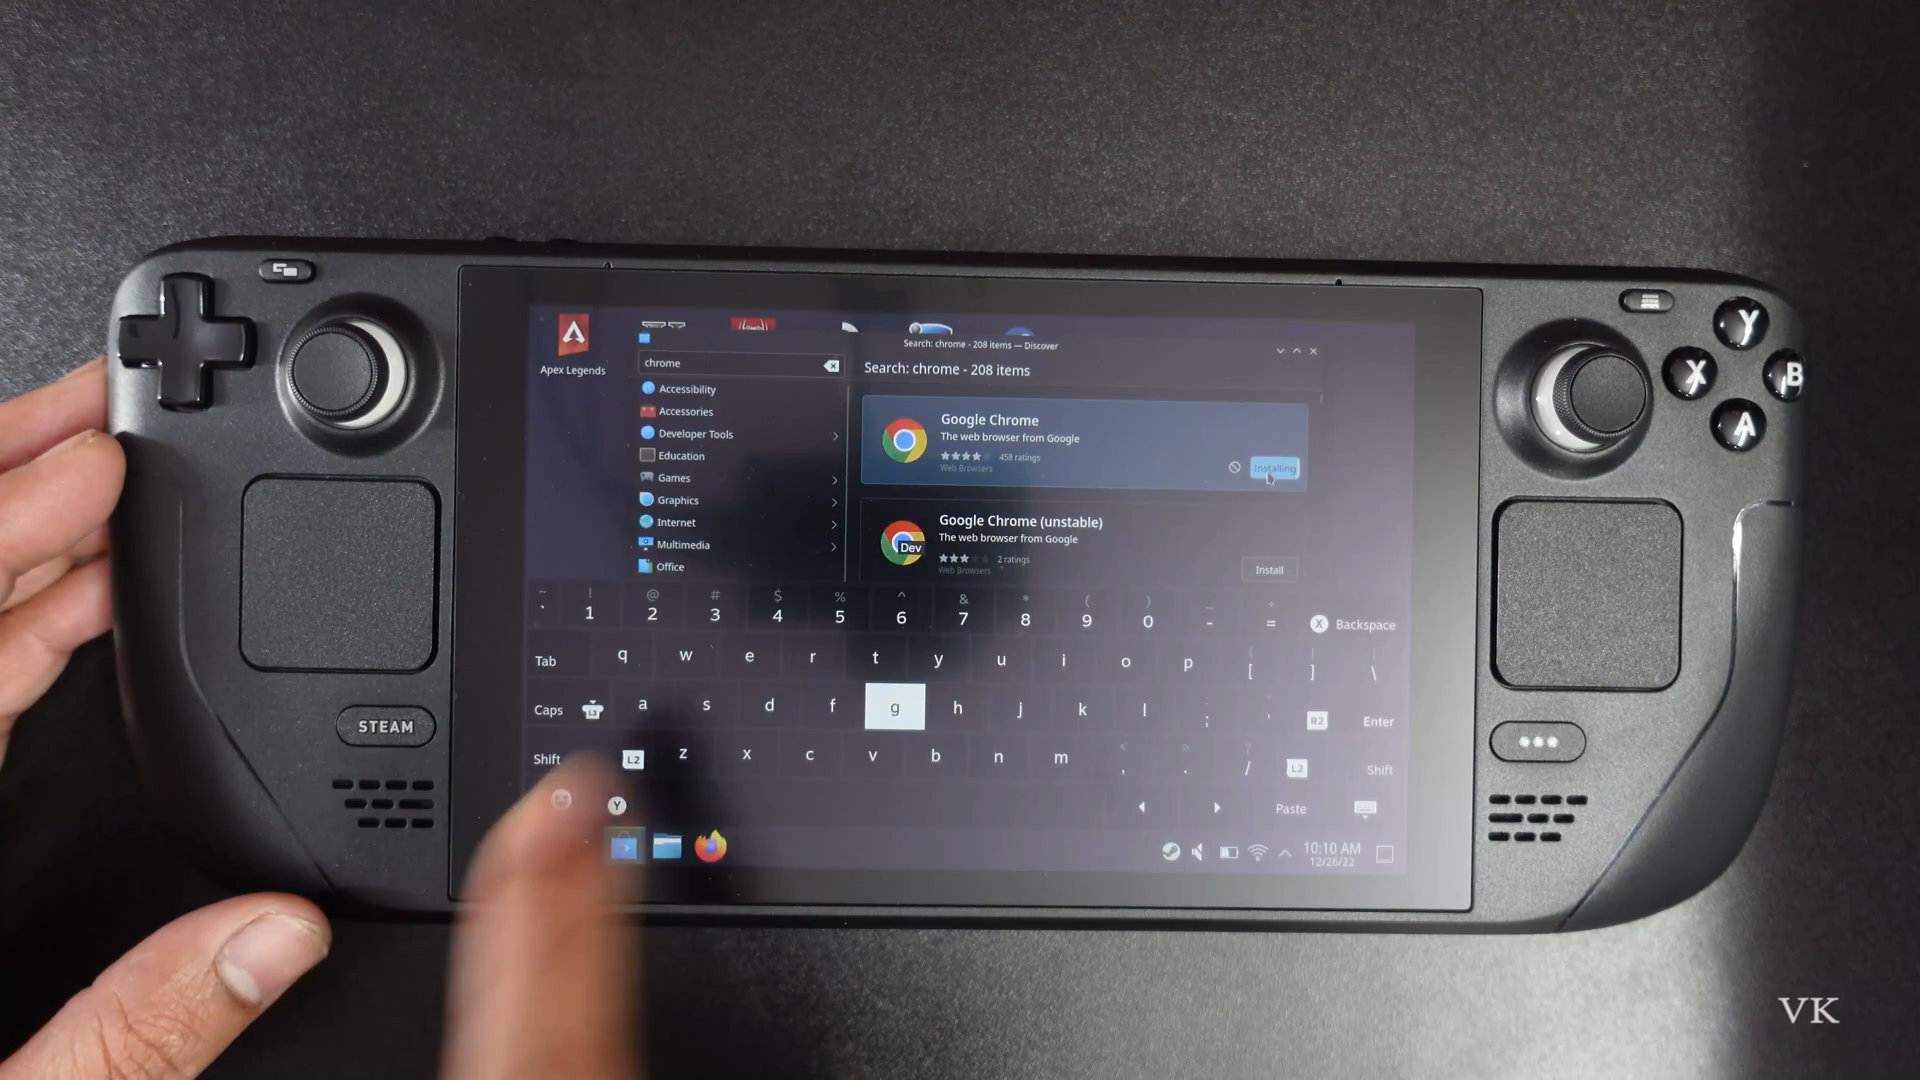 Apex Legends
Search: chrome - 208 items — Discover
chrome
Search: chrome - 208 items
Accessibility
Accessories
Developer Tools
Education
Games
Graphics
Internet
Multimedia
Office
Google Chrome
The web browser from Google
458 ratings
Web Browsers
Installing
Google Chrome (unstable)
The web browser from Google
Dev
2 ratings
Web Browsers
Install
~ ! @ # $ % ^ & * ( ) _ +
` 1 2 3 4 5 6 7 8 9 0 - = X Backspace
Tab q w e r t y u i o p { [ } ] | \
Caps L3 a s d f g h j k l : ; " ' R2 Enter
Shift L2 z x c v b n m < , > . ? / L2 Shift
Y Paste
10:10 AM
12/26/22
STEAM
Y
X
B
A
VK